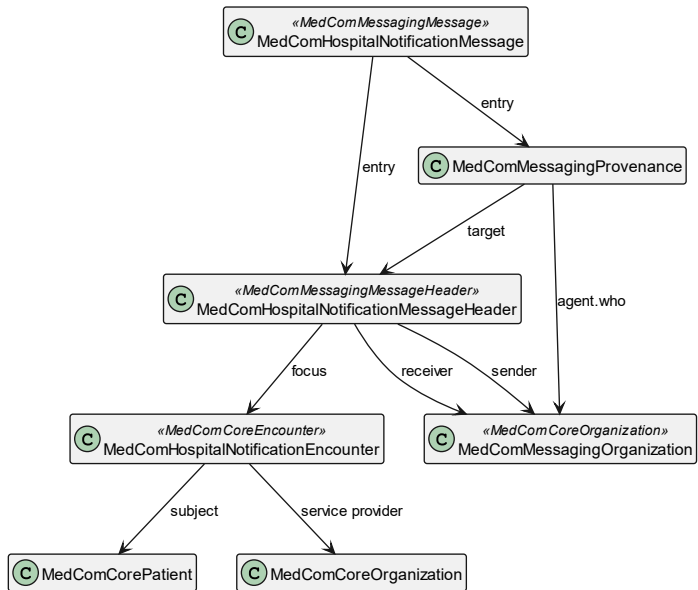 «MedComMessagingMessage»
C MedComHospitalNotificationMessage
entry
C MedComMessagingProvenance
entry
target
«MedComMessagingMessageHeader»
C MedComHospitalNotificationMessageHeader
agent.who
focus
receiver
sender
«MedComCoreEncounter»
C MedComHospitalNotificationEncounter
«MedComCoreOrganization»
C MedComMessagingOrganization
subject
service provider
C MedComCorePatient
C MedComCoreOrganization